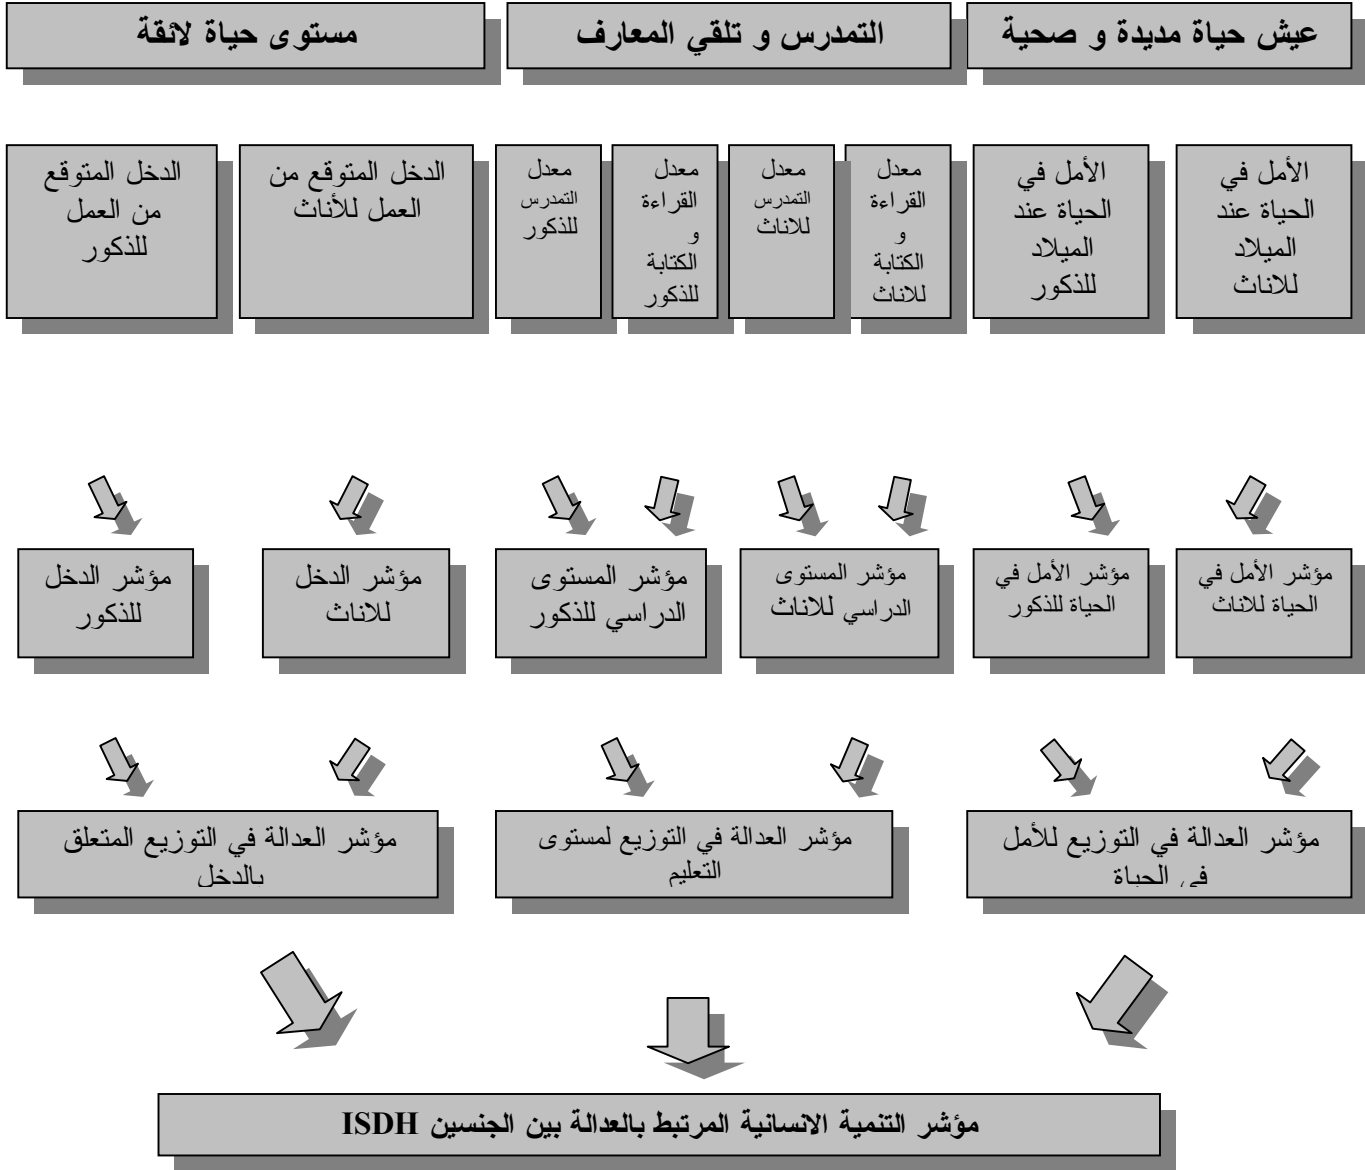 عيش حياة مديدة و صحية
التمدرس و تلقي المعارف
مستوى حياة لائقة
الأمل في
الحياة عند
الميلاد
للاناث
الأمل في
الحياة عند
الميلاد
للذكور
معدل
القراءة
و
الكتابة
للاناث
معدل
التمدرس
للاناث
معدل
القراءة
و
الكتابة
للذكور
معدل
التمدرس
للذكور
الدخل المتوقع من
العمل للأناث
الدخل المتوقع
من العمل
للذكور
مؤشر الأمل في
الحياة للاناث
مؤشر الأمل في
الحياة للذكور
مؤشر المستوى
الدراسي للاناث
مؤشر المستوى
الدراسي للذكور
مؤشر الدخل
للاناث
مؤشر الدخل
للذكور
مؤشر العدالة في التوزيع للأمل
في الحياة
مؤشر العدالة في التوزيع لمستوى
التعليم
مؤشر العدالة في التوزيع المتعلق
بالدخل
مؤشر التنمية الانسانية المرتبط بالعدالة بين الجنسين ISDH